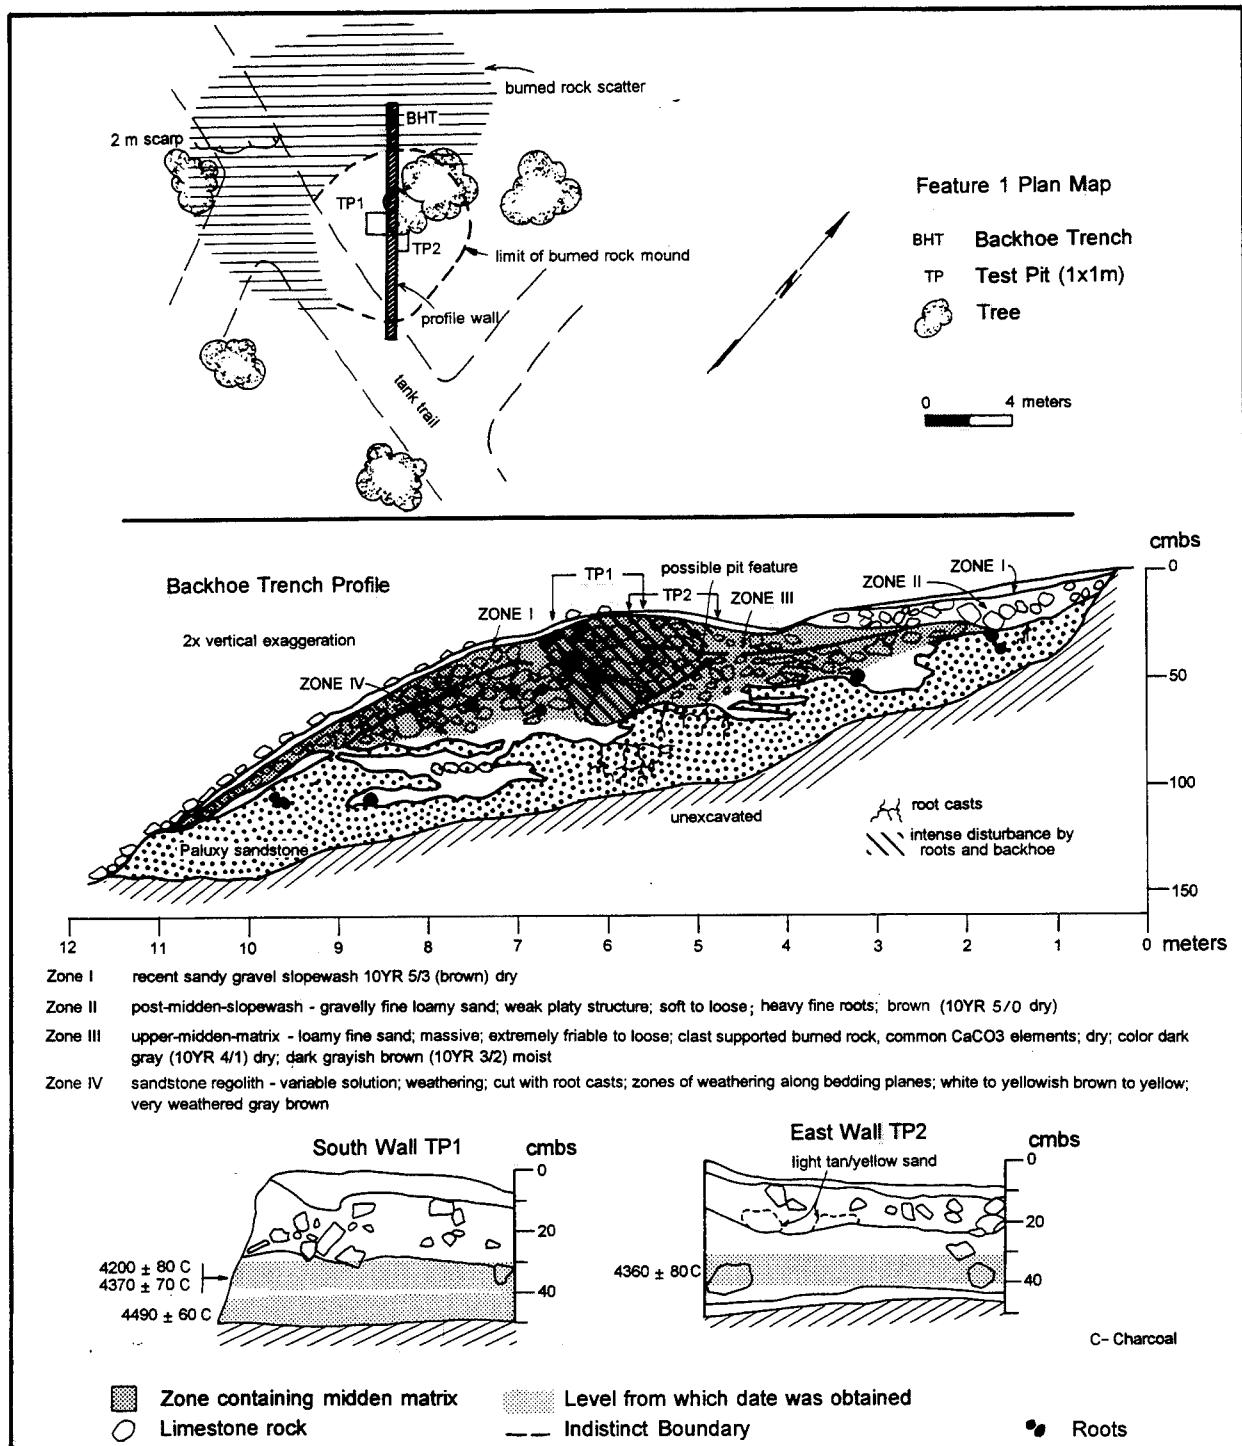 burned rock scatter
BHT
2 m scarp
TP1
TP2
limit of burned rock mound
profile wall
tank trail
Feature 1 Plan Map
BHT Backhoe Trench
TP Test Pit (1x1m)
Tree
0 4 meters
cmbs
Backhoe Trench Profile
2x vertical exaggeration
TP1
possible pit feature
ZONE I
0
ZONE II
TP2
ZONE III
ZONE I
ZONE IV
50
100
root casts
unexcavated
intense disturbance by
roots and backhoe
Paluxy sandstone
150
12 11 10 9 8 7 6 5 4 3 2 1 0 meters
Zone I recent sandy gravel slopewash 10YR 5/3 (brown) dry
Zone II post-midden-slopewash - gravelly fine loamy sand; weak platy structure; soft to loose; heavy fine roots; brown (10YR 5/0 dry)
Zone III upper-midden-matrix - loamy fine sand; massive; extremely friable to loose; clast supported burned rock, common CaCO3 elements; dry; color dark
gray (10YR 4/1) dry; dark grayish brown (10YR 3/2) moist
Zone IV sandstone regolith - variable solution; weathering; cut with root casts; zones of weathering along bedding planes; white to yellowish brown to yellow;
very weathered gray brown
South Wall TP1
cmbs
0
20
40
4200 ± 80 C
4370 ± 70 C
4490 ± 60 C
East Wall TP2
cmbs
light tan/yellow sand
0
20
40
4360 ± 80 C
C- Charcoal
Zone containing midden matrix
Level from which date was obtained
Limestone rock
Indistinct Boundary
Roots